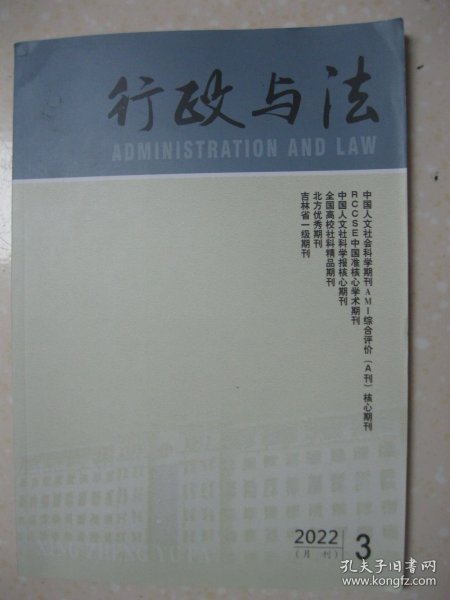 行政与法
ADMINISTRATION AND LAW
中国人文社会科学期刊AMI综合评价（A刊）核心期刊
RCCSE中国准核心学术期刊
中国人文社科学报核心期刊
全国高校社科精品期刊
北方优秀期刊
吉林省一级期刊
2022
（月刊）
3
孔夫子旧书网
www.kongfz.com